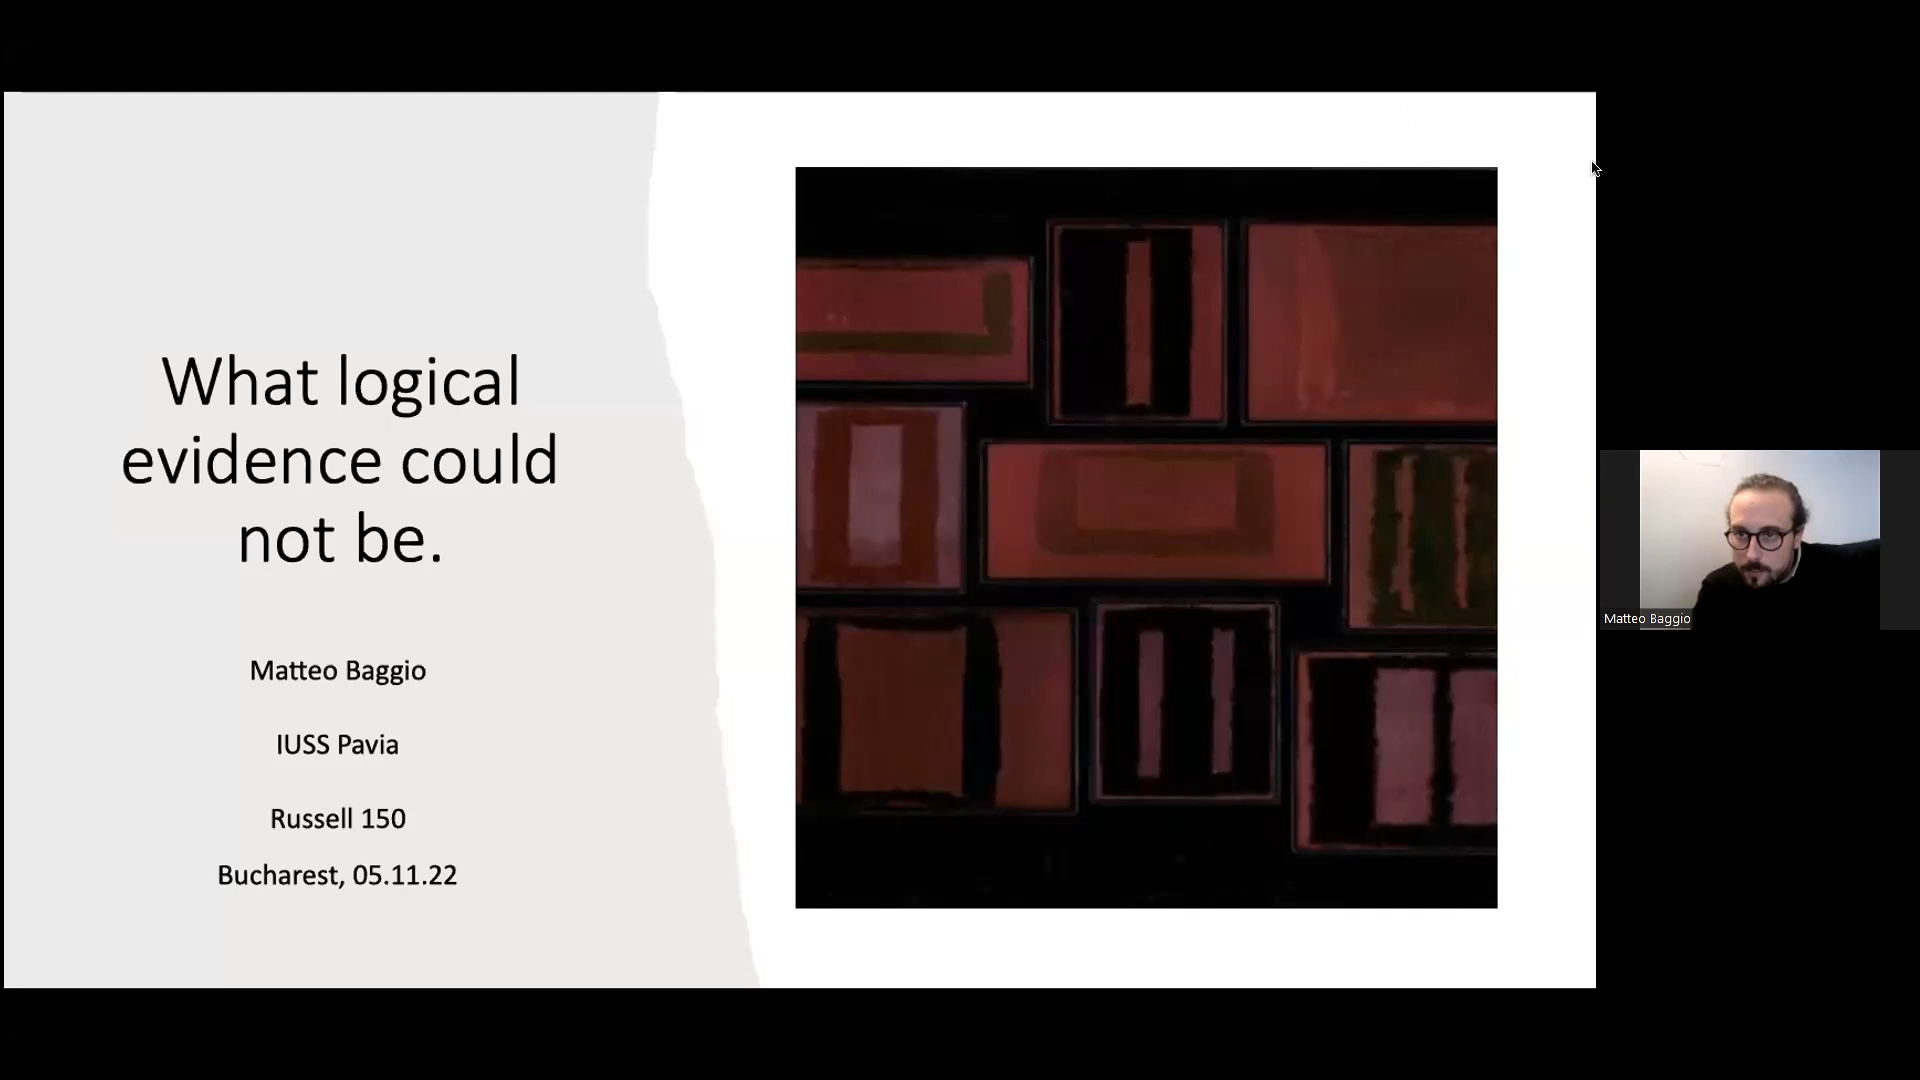 What logical
evidence could
not be.
Matteo Baggio
IUSS Pavia
Russell 150
Bucharest, 05.11.22
Matteo Baggio